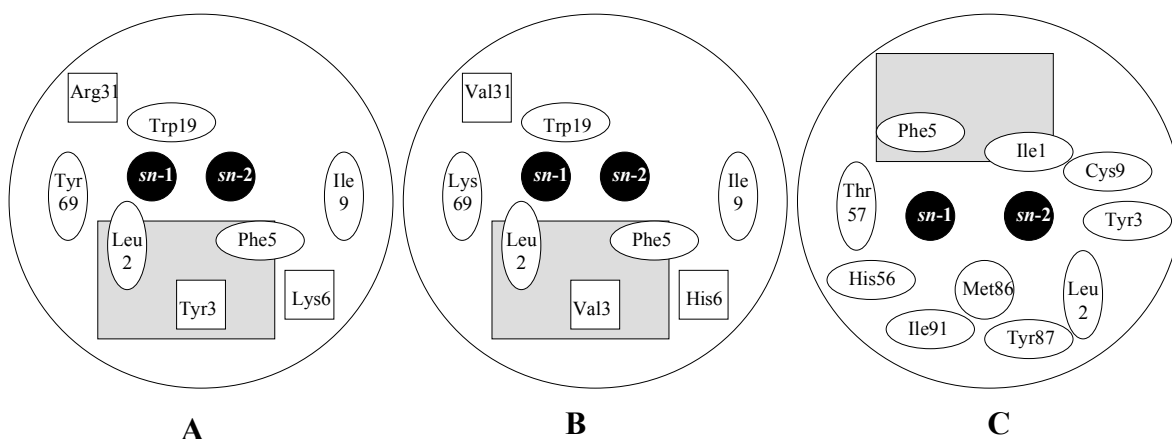 Arg31
Trp19
sn-1
sn-2
Tyr
69
Ile
9
Leu
2
Phe5
Tyr3
Lys6
A
Val31
Trp19
sn-1
sn-2
Lys
69
Ile
9
Leu
2
Phe5
Val3
His6
B
Phe5
Ile1
Cys9
Thr
57
sn-1
sn-2
Tyr3
His56
Met86
Leu
2
Ile91
Tyr87
C